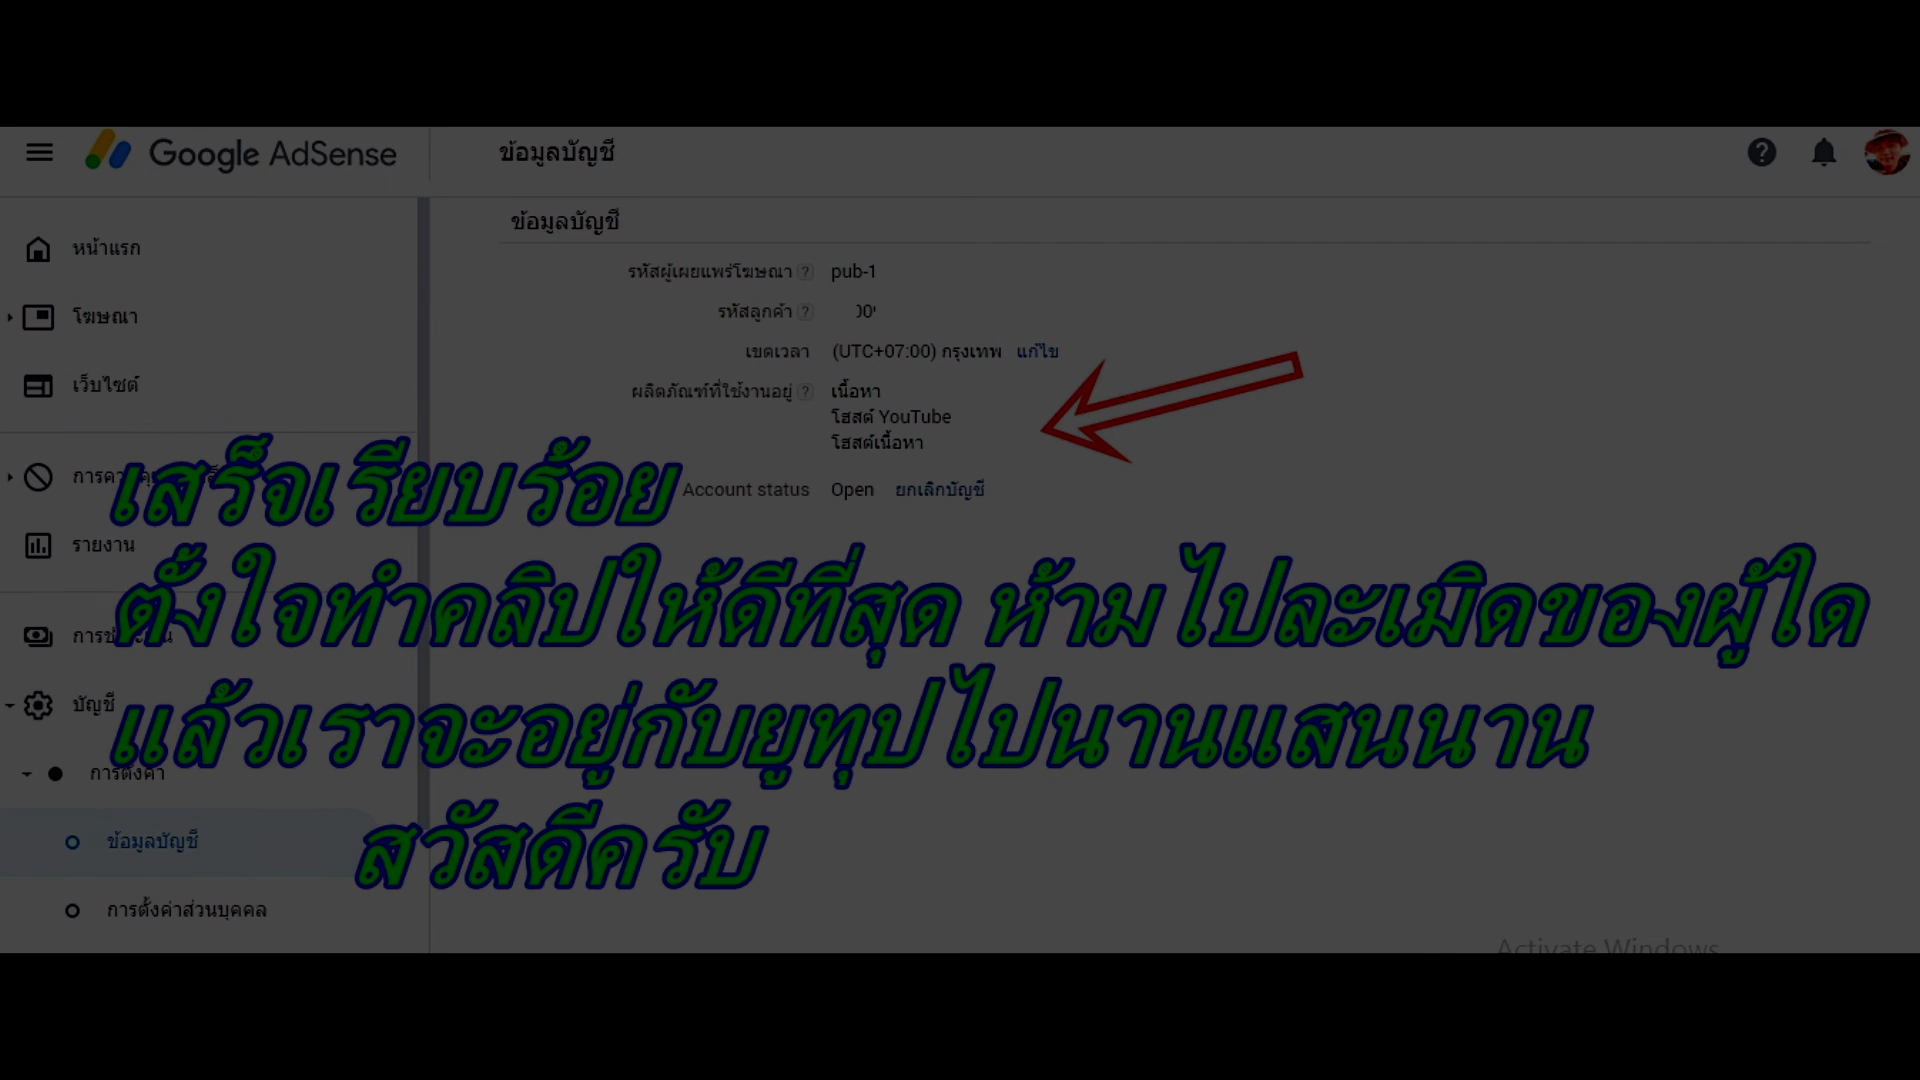 Google AdSense
ข้อมูลบัญชี
ข้อมูลบัญชี
หน้าแรก
โฆษณา
เว็บไซต์
รายงาน
บัญชี
การตั้งค่า
ข้อมูลบัญชี
การตั้งค่าส่วนบุคคล
รหัสผู้เผยแพร่โฆษณา ? pub-1
รหัสลูกค้า ?
เขตเวลา (UTC+07:00) กรุงเทพ แก้ไข
ผลิตภัณฑ์ที่ใช้งานอยู่ ? เนื้อหา
โฮสต์ YouTube
โฮสต์เนื้อหา
Account status Open ยกเลิกบัญชี
เสร็จเรียบร้อย
ตั้งใจทำคลิปให้ดีที่สุด ห้ามไปละเมิดของผู้ใด
แล้วเราจะอยู่กับยูทุปไปนานแสนนาน
สวัสดีครับ
Activate Windows